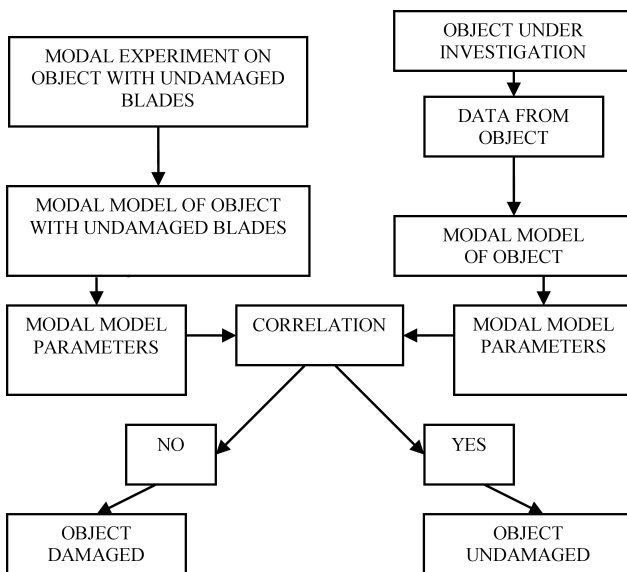 MODAL EXPERIMENT ON
OBJECT WITH UNDAMAGED
BLADES
OBJECT UNDER
INVESTIGATION
DATA FROM
OBJECT
MODAL MODEL OF OBJECT
WITH UNDAMAGED BLADES
MODAL MODEL
OF OBJECT
MODAL MODEL
PARAMETERS
CORRELATION
MODAL MODEL
PARAMETERS
NO
YES
OBJECT
DAMAGED
OBJECT
UNDAMAGED